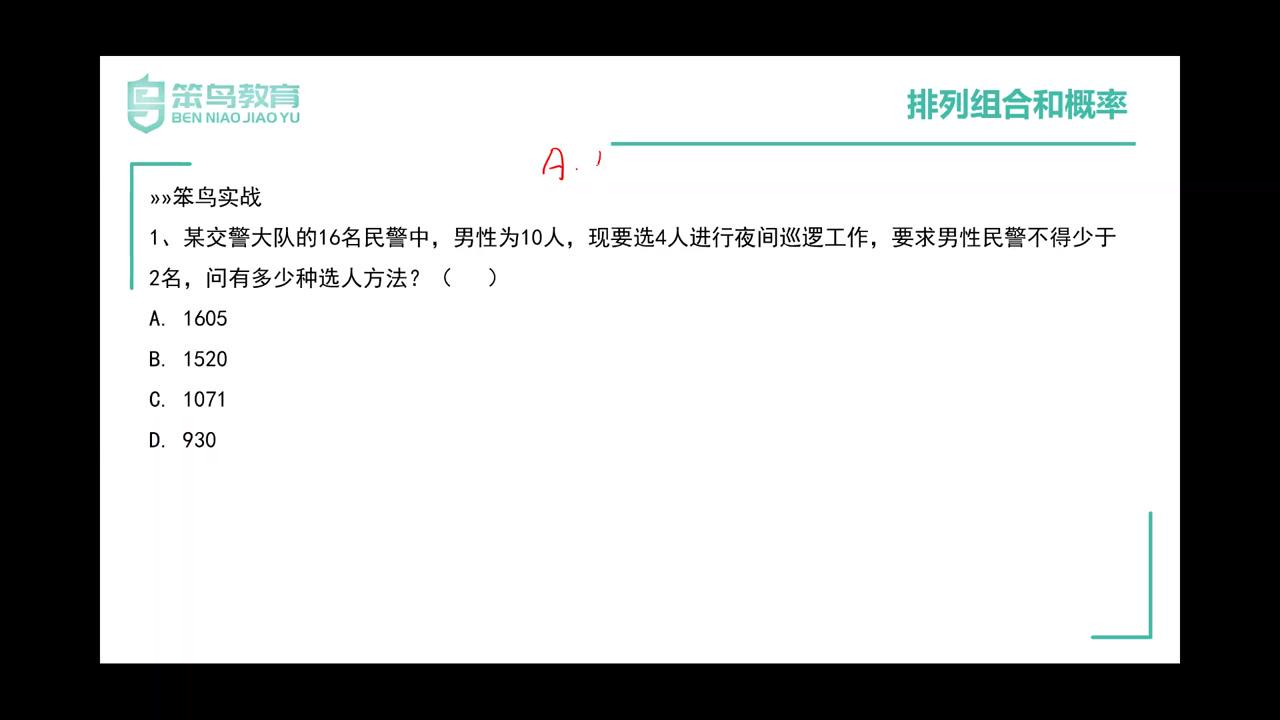 笨鸟教育
BEN NIAO JIAO YU
排列组合和概率
A.
»»笨鸟实战
1、某交警大队的16名民警中，男性为10人，现要选4人进行夜间巡逻工作，要求男性民警不得少于
2名，问有多少种选人方法？（ ）
A. 1605
B. 1520
C. 1071
D. 930